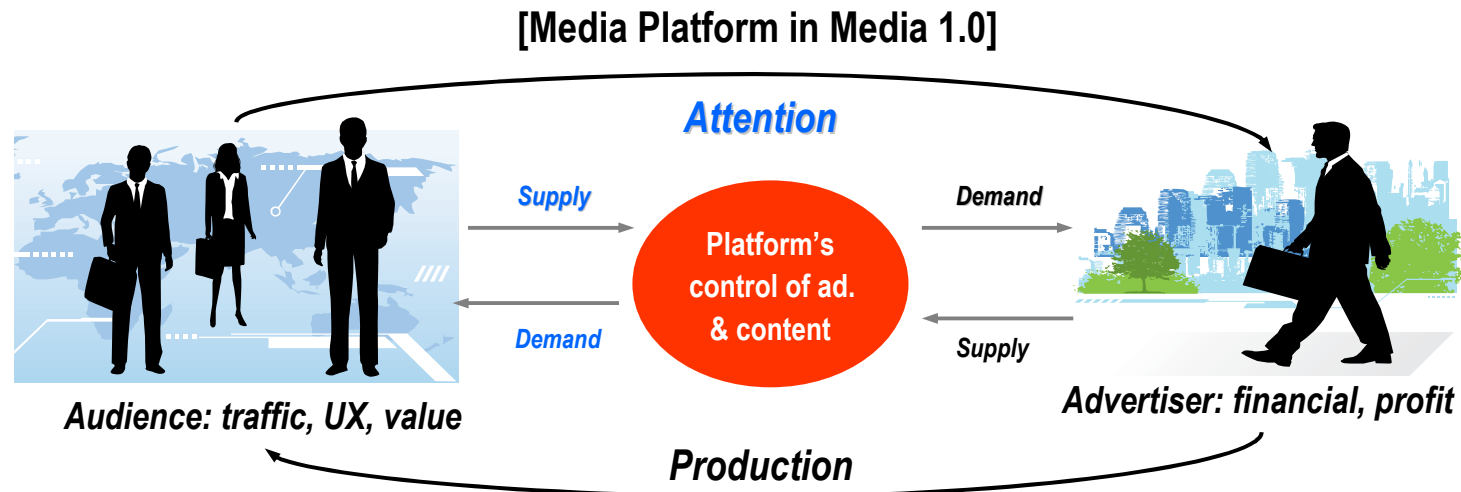 [Media Platform in Media 1.0]
Attention
Supply
Demand
Platform's
control of ad.
& content
Demand
Supply
Audience: traffic, UX, value
Advertiser: financial, profit
Production